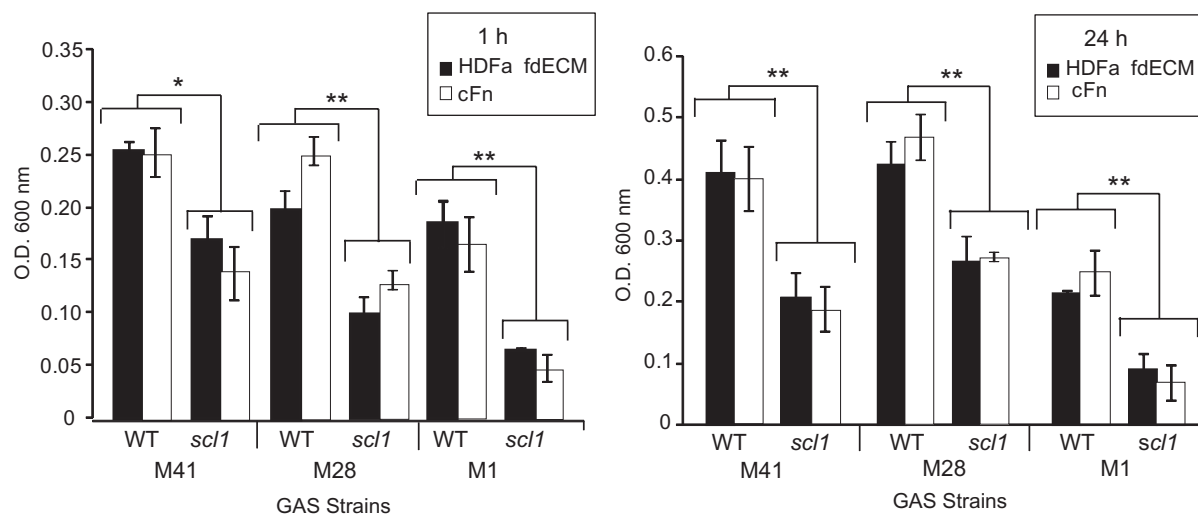 1 h
HDFa fdECM
cFn
O.D. 600 nm
0.35
0.30
0.25
0.20
0.15
0.10
0.05
0
*
**
**
WT scl1 WT scl1 WT scl1
M41 M28 M1
GAS Strains
24 h
HDFa fdECM
cFn
O.D. 600 nm
0.6
0.5
0.4
0.3
0.2
0.1
0
**
**
**
WT scl1 WT scl1 WT scl1
M41 M28 M1
GAS Strains